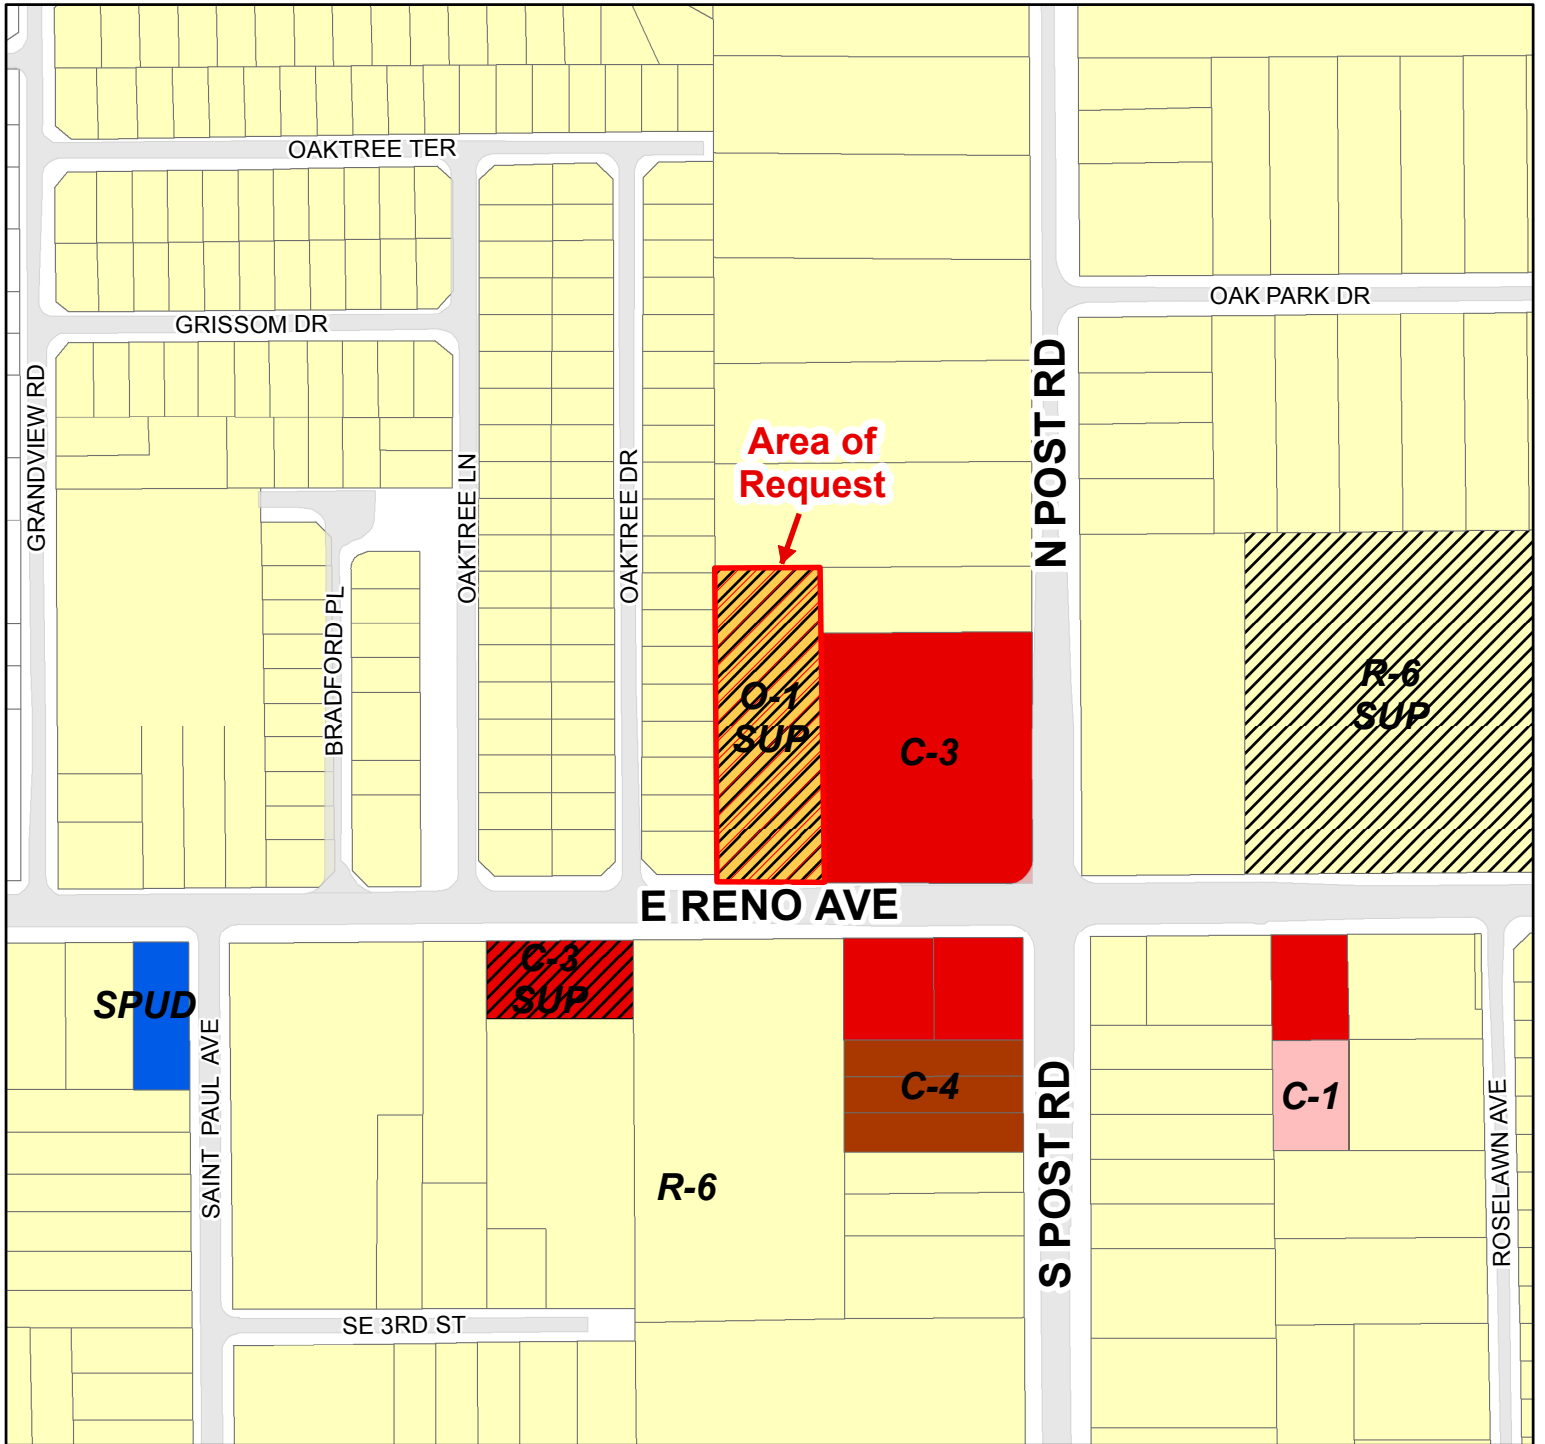 OAKTREE TER
OAK PARK DR
GRISSOM DR
GRANDVIEW RD
N POST RD
Area of
Request
OAKTREE LN
OAKTREE DR
BRADFORD PL
O-1
SUP
C-3
R-6
SUP
E RENO AVE
SPUD
C-3
SUP
SAINT PAUL AVE
C-4
C-1
S POST RD
ROSELAWN AVE
R-6
SE 3RD ST